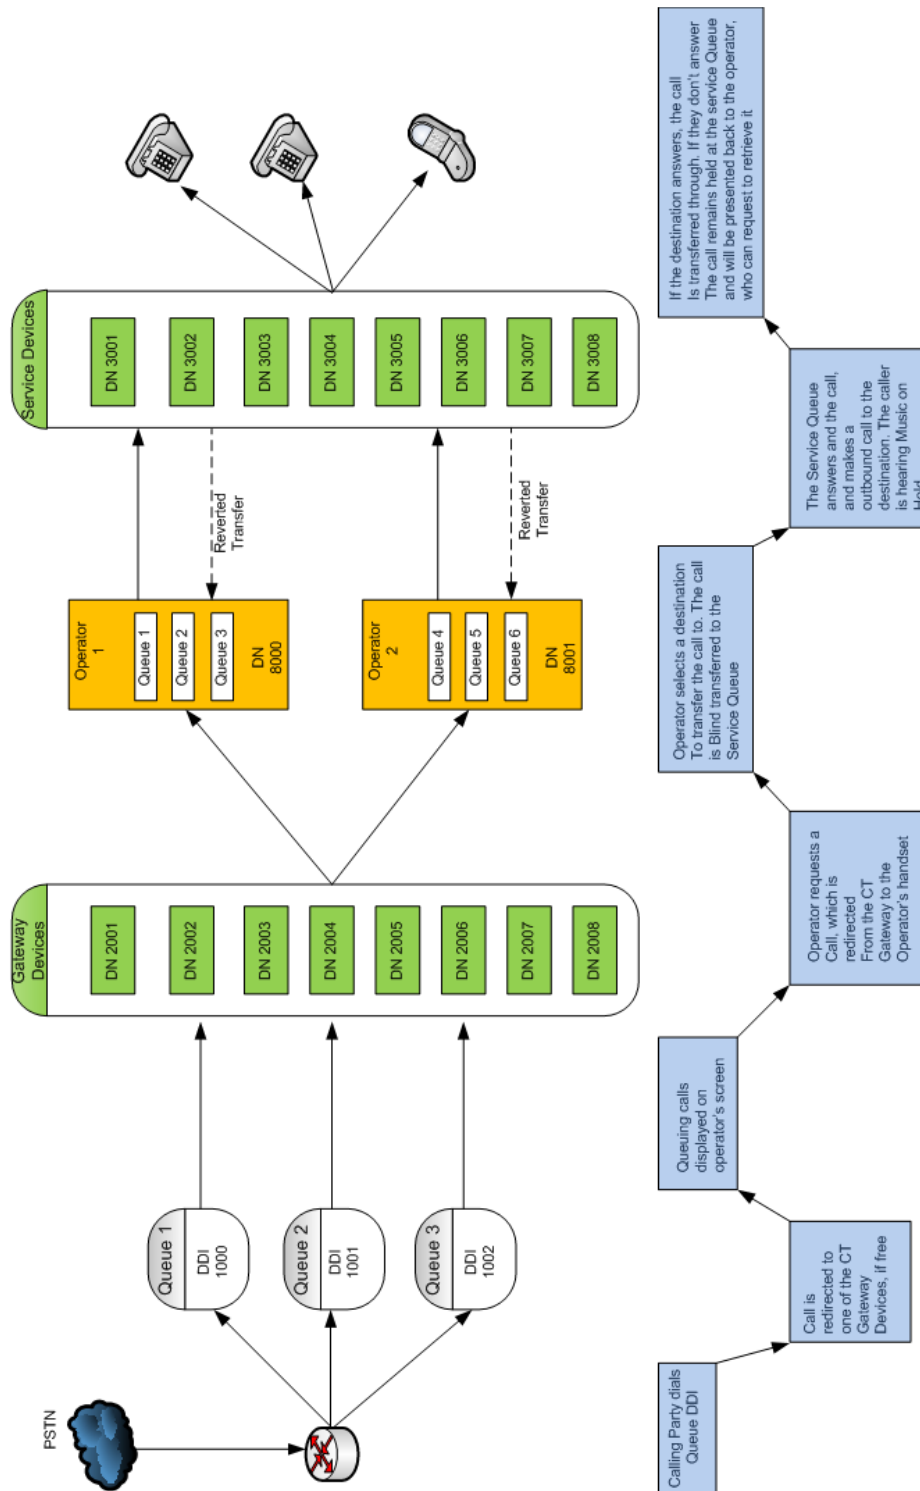 PSTN
Queue 1
DDI
1000
Queue 2
DDI
1001
Queue 3
DDI
1002
Gateway
Devices
DN 2001
DN 2002
DN 2003
DN 2004
DN 2005
DN 2006
DN 2007
DN 2008
Operator
1
Queue 1
Queue 2
Queue 3
DN
8000
Operator
2
Queue 4
Queue 5
Queue 6
DN
8001
Reverted
Transfer
Reverted
Transfer
Service Devices
DN 3001
DN 3002
DN 3003
DN 3004
DN 3005
DN 3006
DN 3007
DN 3008
Calling Party dials
Queue DDI
Call is
redirected to
one of the CT
Gateway
Devices, if free
Queuing calls
displayed on
operator's screen
Operator requests a
Call, which is
redirected
From the CT
Gateway to the
Operator's handset
Operator selects a destination
To transfer the call to. The call
is Blind transferred to the
Service Queue
The Service Queue
answers and the call,
and makes a
outbound call to the
destination. The caller
is hearing Music on
Hold
If the destination answers, the call
Is transferred through. If they don't answer
The call remains held at the service Queue
and will be presented back to the operator,
who can request to retrieve it